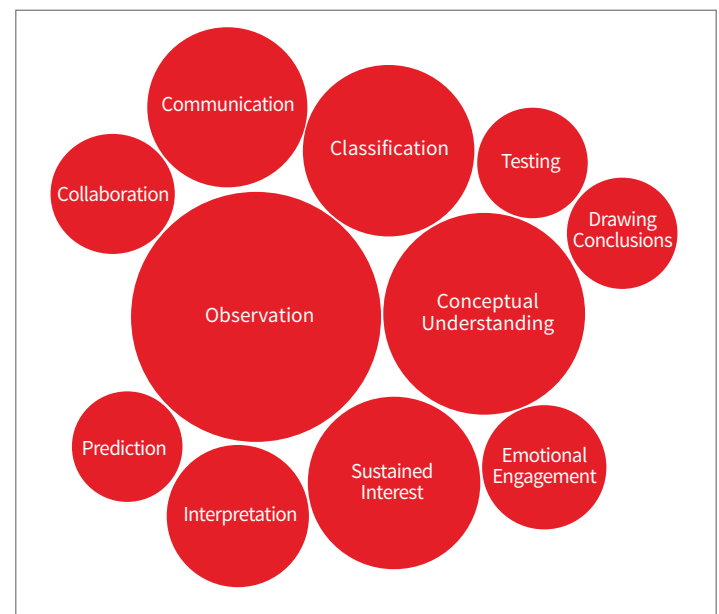 Communication
Classification
Testing
Collaboration
Drawing
Conclusions
Observation
Conceptual
Understanding
Prediction
Interpretation
Sustained
Interest
Emotional
Engagement